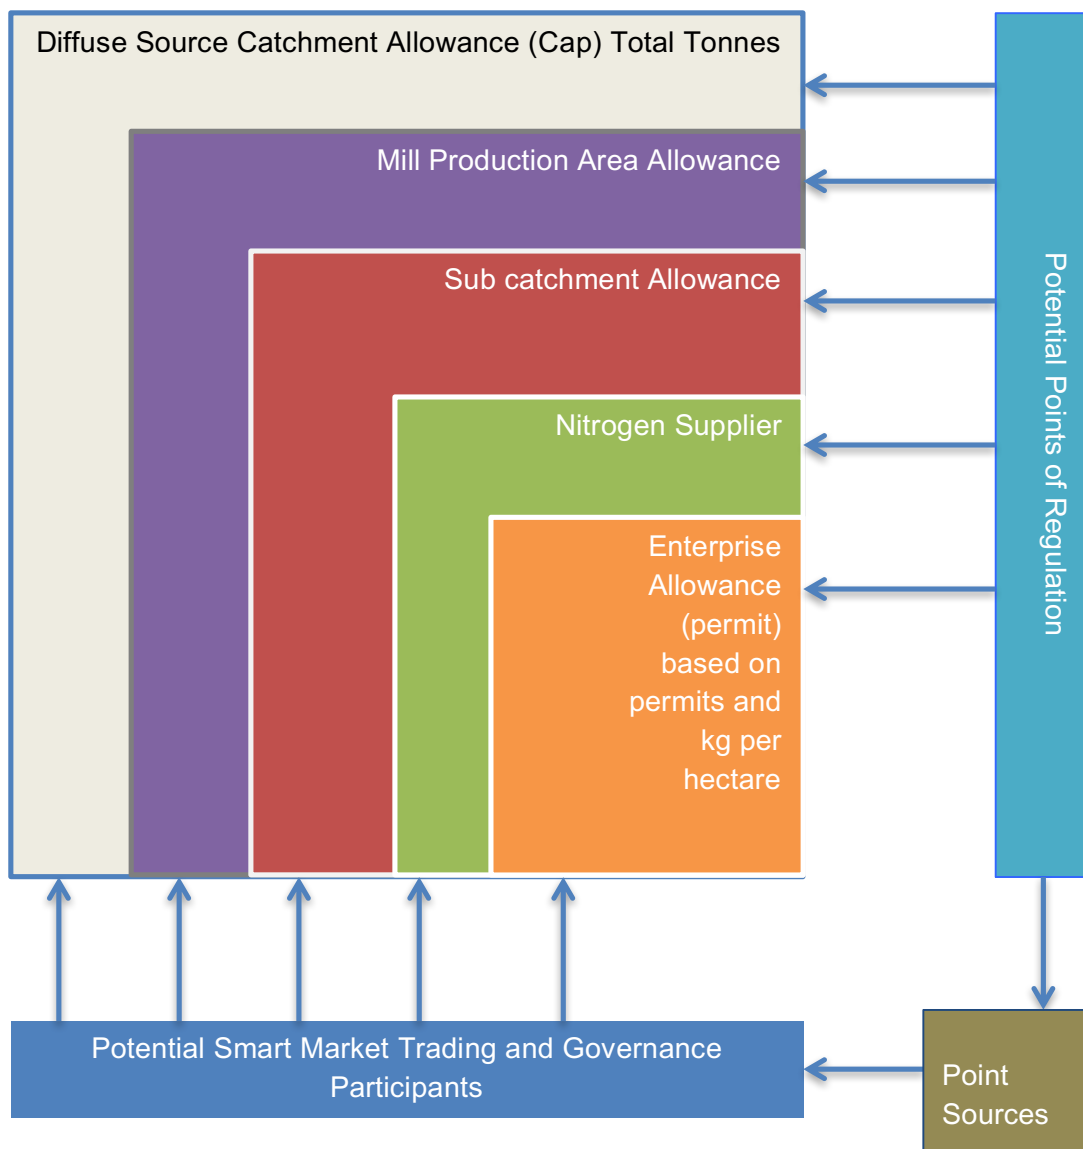 Diffuse Source Catchment Allowance (Cap) Total Tonnes
Mill Production Area Allowance
Sub catchment Allowance
Nitrogen Supplier
Enterprise
Allowance
(permit)
based on
permits and
kg per
hectare
Potential Points of Regulation
Potential Smart Market Trading and Governance
Participants
Point
Sources